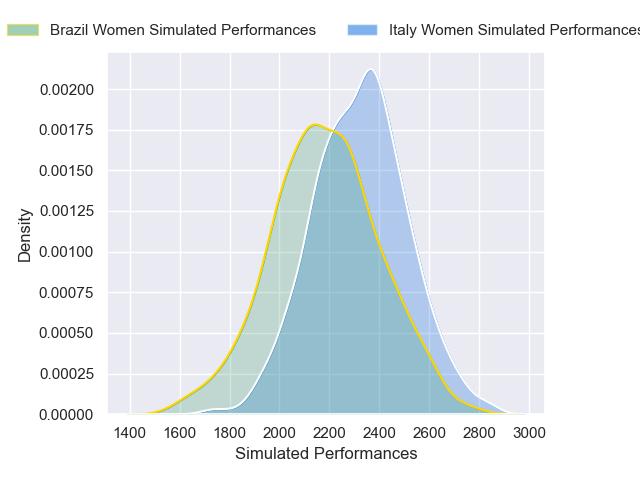 Brazil Women Simulated Performances Italy Women Simulated Performances
0.00200
0.00175
0.00150
0.00125
0.00100
0.00075
0.00050
0.00025
0.00000
Density
1400 1600 1800 2000 2200 2400 2600 2800 3000
Simulated Performances